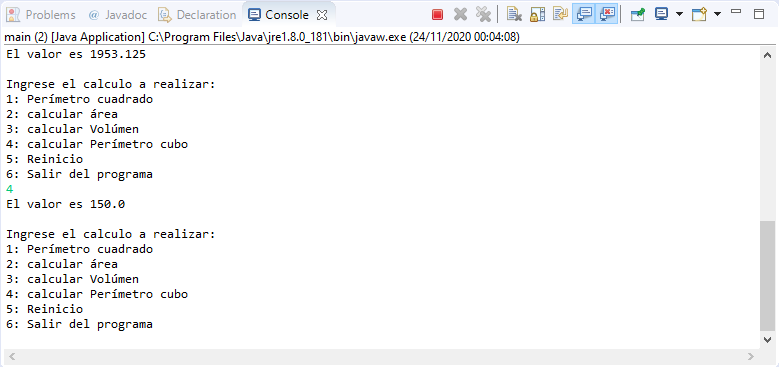 Problems @ Javadoc Declaration Console
main (2) [Java Application] C:\Program Files\Java\jre1.8.0_181\bin\javaw.exe (24/11/2020 00:04:08)
El valor es 1953.125
Ingrese el calculo a realizar:
1: Perímetro cuadrado
2: calcular área
3: calcular Volúmen
4: calcular Perímetro cubo
5: Reinicio
6: Salir del programa
4
El valor es 150.0
Ingrese el calculo a realizar:
1: Perímetro cuadrado
2: calcular área
3: calcular Volúmen
4: calcular Perímetro cubo
5: Reinicio
6: Salir del programa